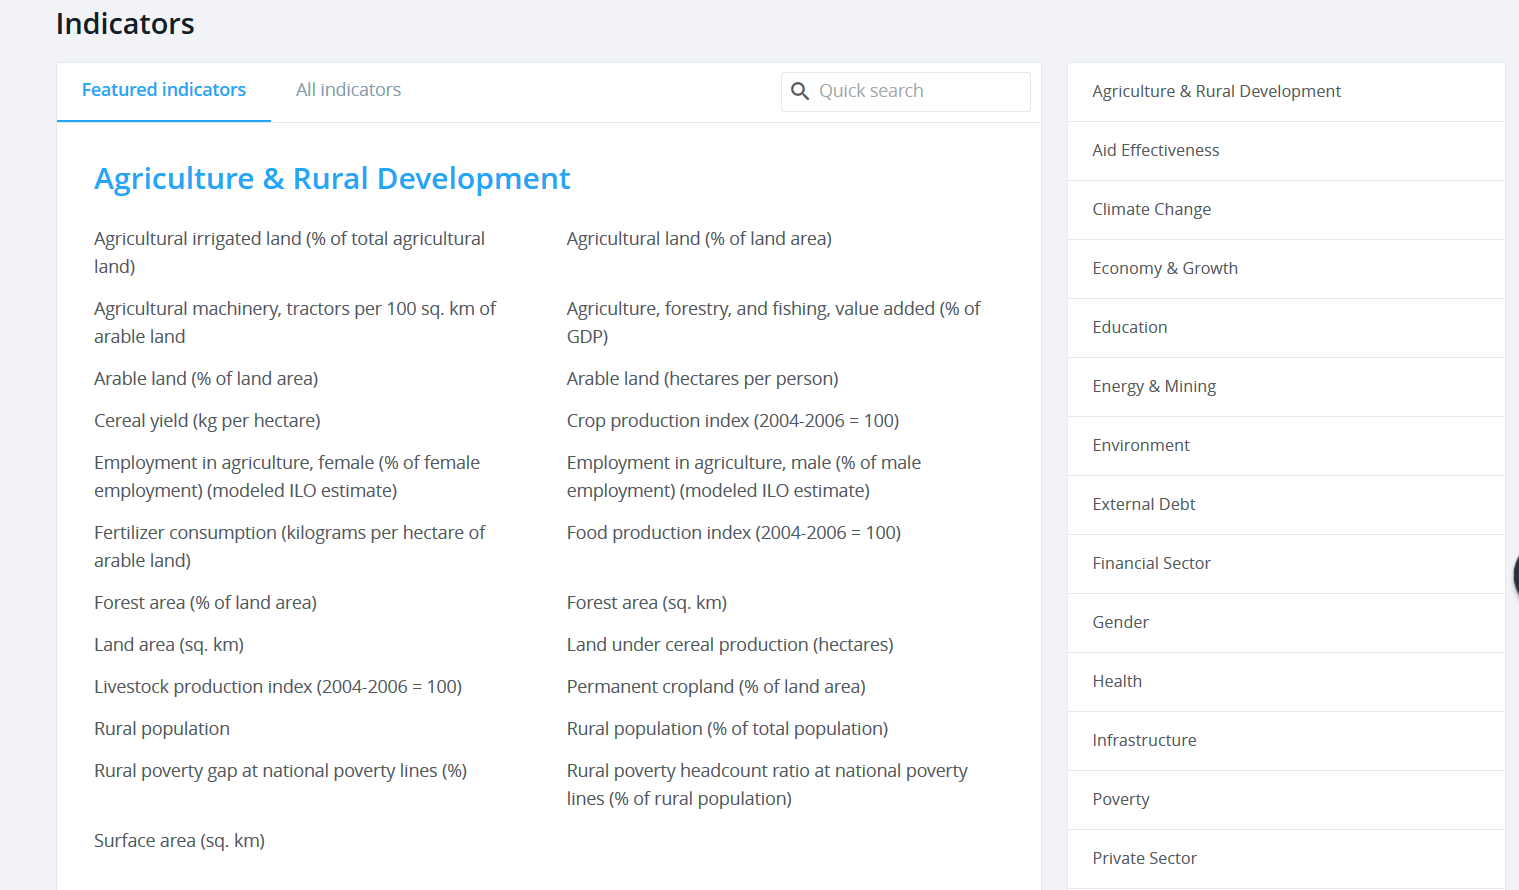 Indicators
Featured indicators
All indicators
Quick search
Agriculture & Rural Development
Agricultural irrigated land (% of total agricultural
land)
Agricultural land (% of land area)
Agricultural machinery, tractors per 100 sq. km of
arable land
Agriculture, forestry, and fishing, value added (% of
GDP)
Arable land (% of land area)
Arable land (hectares per person)
Cereal yield (kg per hectare)
Crop production index (2004-2006 = 100)
Employment in agriculture, female (% of female
employment) (modeled ILO estimate)
Employment in agriculture, male (% of male
employment) (modeled ILO estimate)
Fertilizer consumption (kilograms per hectare of
arable land)
Food production index (2004-2006 = 100)
Forest area (% of land area)
Forest area (sq. km)
Land area (sq. km)
Land under cereal production (hectares)
Livestock production index (2004-2006 = 100)
Permanent cropland (% of land area)
Rural population
Rural population (% of total population)
Rural poverty gap at national poverty lines (%)
Rural poverty headcount ratio at national poverty
lines (% of rural population)
Surface area (sq. km)
Agriculture & Rural Development
Aid Effectiveness
Climate Change
Economy & Growth
Education
Energy & Mining
Environment
External Debt
Financial Sector
Gender
Health
Infrastructure
Poverty
Private Sector